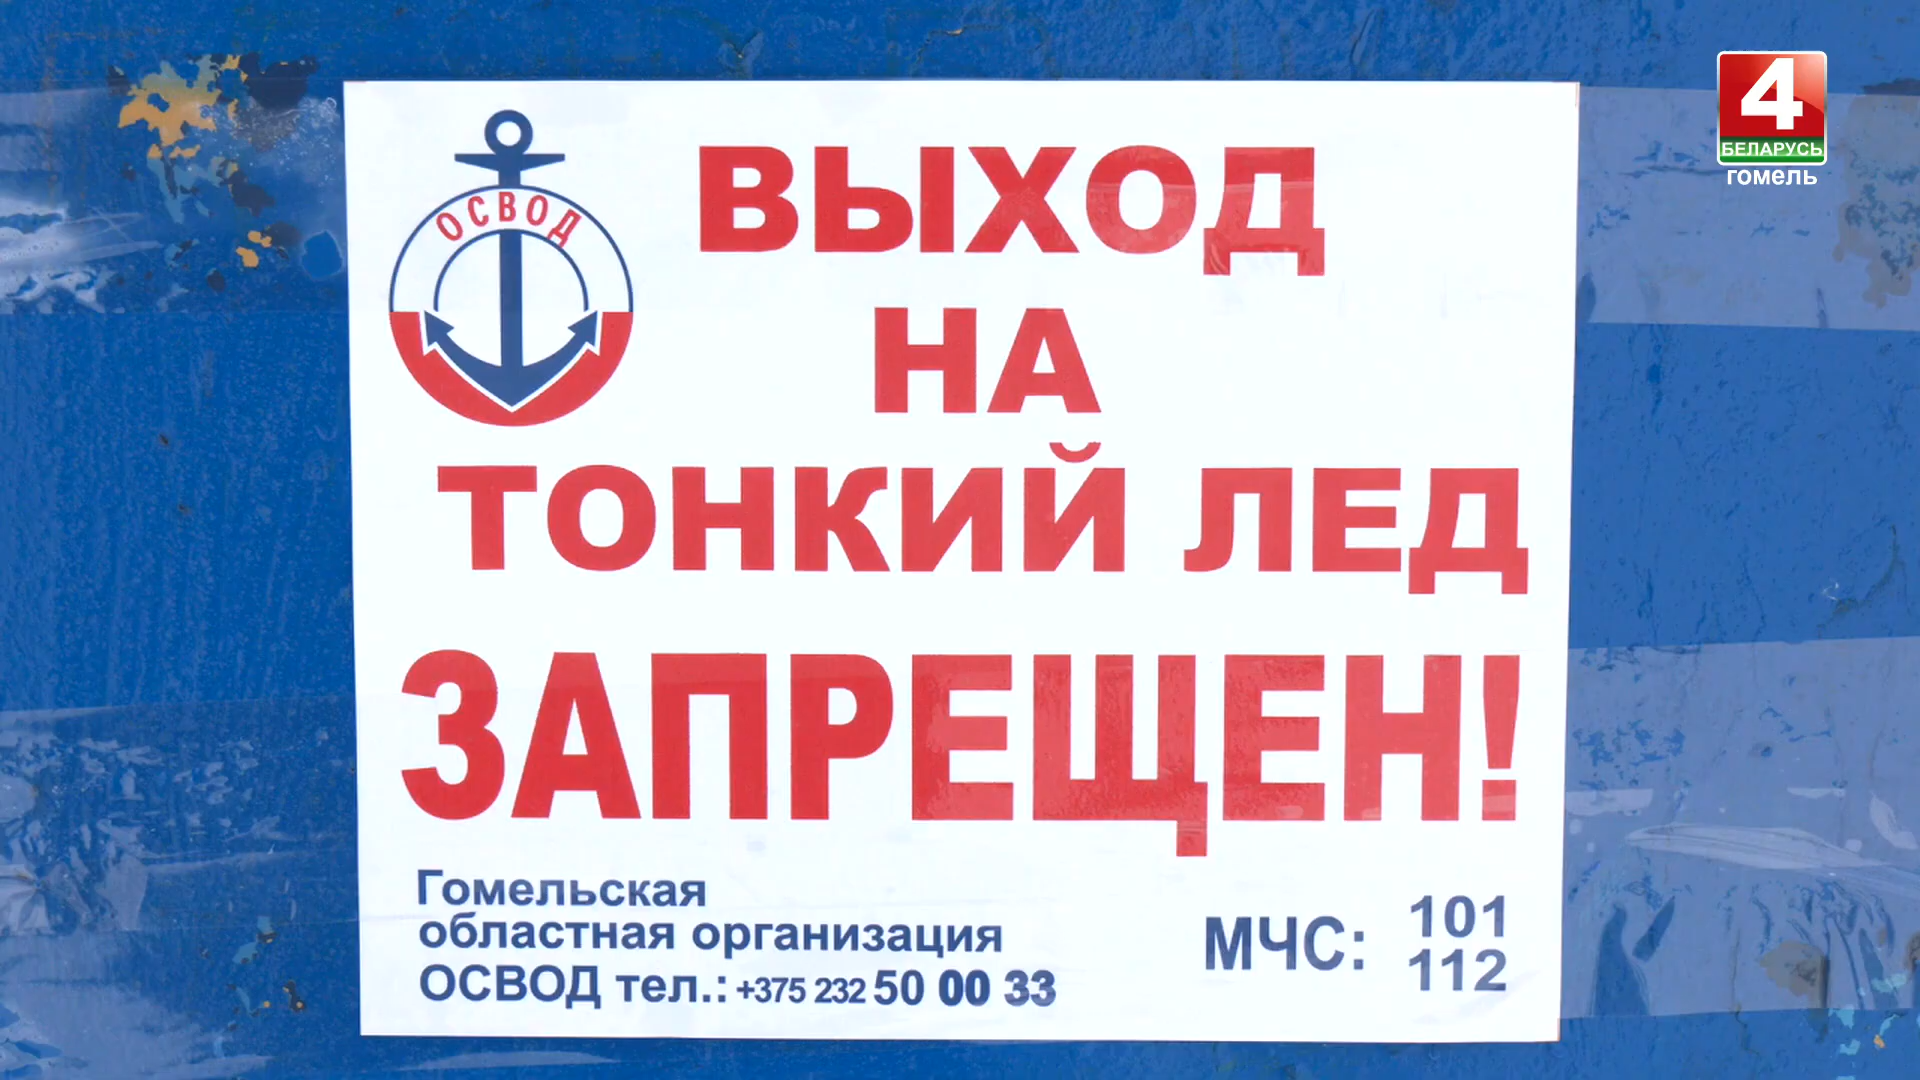 4
БЕЛАРУСЬ
гомель
ОСВОД
ВЫХОД
НА
ТОНКИЙ ЛЕД
ЗАПРЕЩЕН!
Гомельская
областная организация
ОСВОД тел.: +375 232 50 00 33
МЧС: 101
112